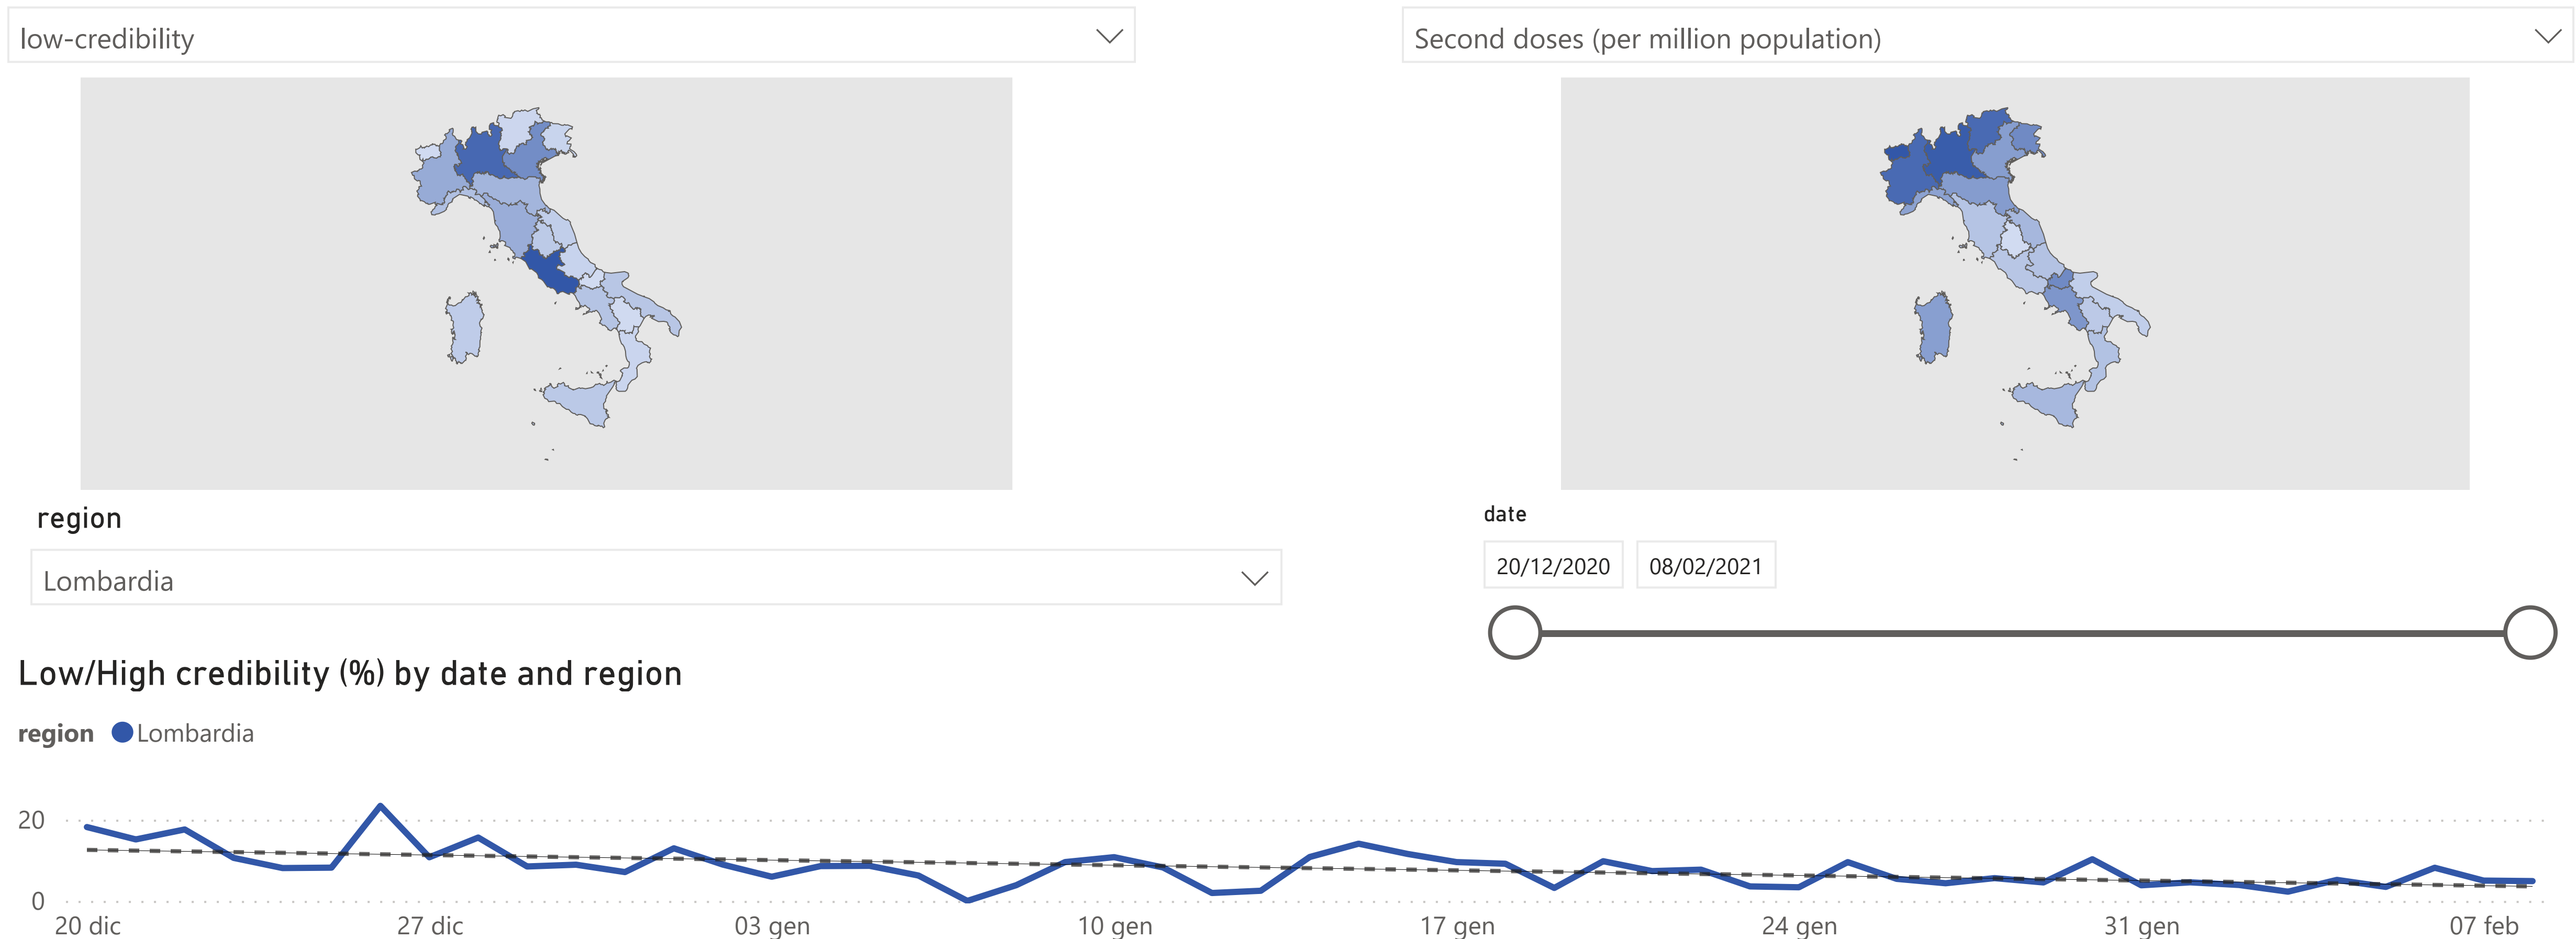 low-credibility
Second doses (per million population)
region
Lombardia
date
20/12/2020
08/02/2021
Low/High credibility (%) by date and region
region Lombardia
20
0
20 dic
27 dic
03 gen
10 gen
17 gen
24 gen
31 gen
07 feb